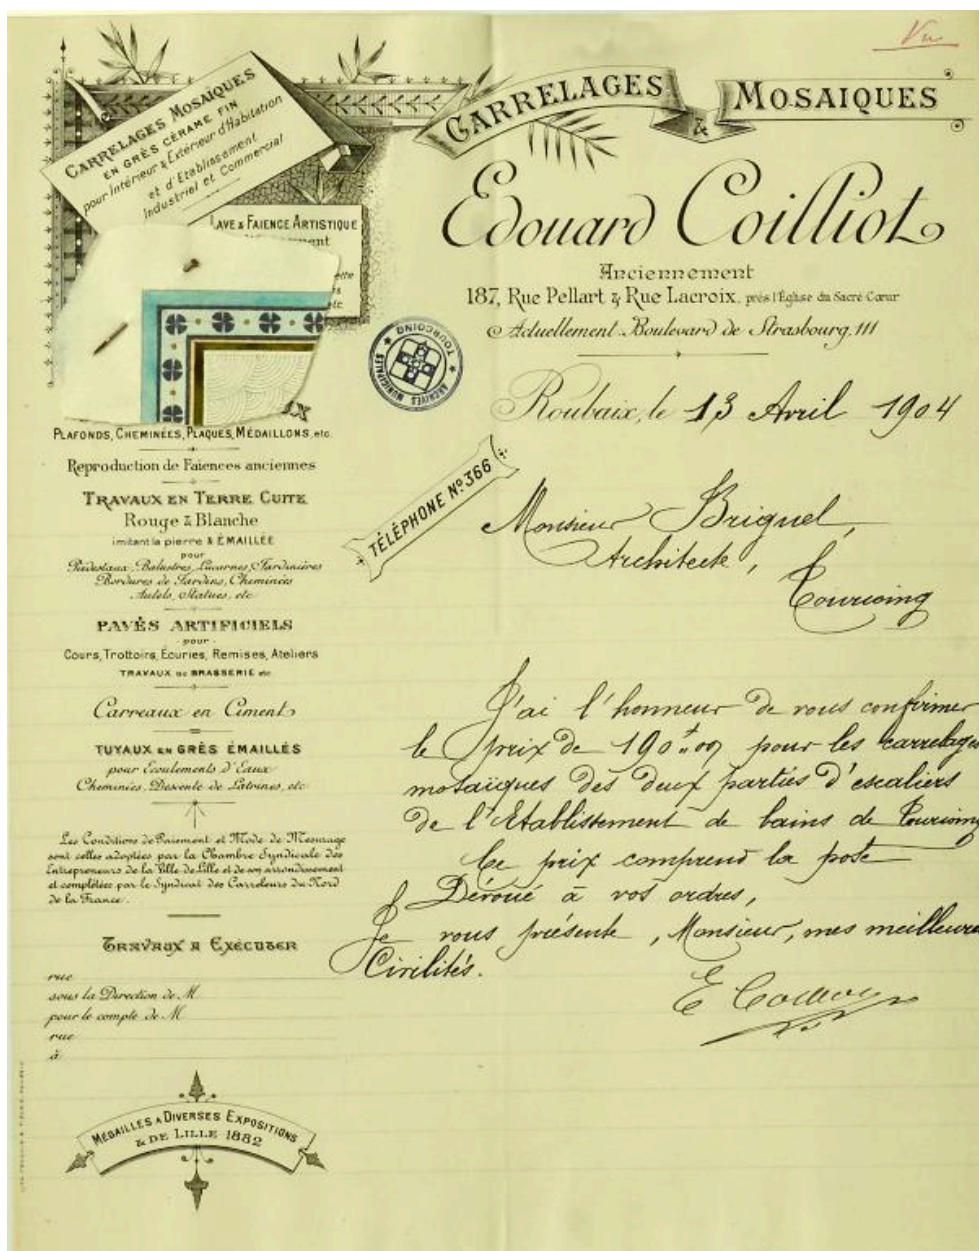 Vu
CARRELAGES & MOSAIQUES
CARRELAGES MOSAIQUES
EN GRÈS CÉRAME FIN
pour Intérieur & Extérieur d'Habitation
et d'Etablissement
Industriel et Commercial
LAVE & FAIENCE ARTISTIQUE
Edouard Coilliot
Anciennement
187, Rue Pellart & Rue Lacroix, près l'Église du Sacré-Cœur
Actuellement Boulevard de Strasbourg, 111
ARCHIVES MUNICIPALES
TOURCOING
Roubaix, le 13 Avril 1904
TÉLÉPHONE Nº 366
Monsieur Briquel,
Architecte,
Tourcoing
PLAFONDS, CHEMINÉES, PLAQUES, MÉDAILLONS, etc.
Reproduction de Faïences anciennes
TRAVAUX EN TERRE CUITE
Rouge & Blanche
imitant la pierre & ÉMAILLÉE
pour
Piédestaux, Balustres, Lucarnes, Jardinières
Bordures de Jardins, Cheminées
Autels, Statues, etc
PAVÉS ARTIFICIELS
pour
Cours, Trottoirs, Écuries, Remises, Ateliers
TRAVAUX DE BRASSERIE etc
Carreaux en Ciment
TUYAUX EN GRÈS ÉMAILLÉS
pour Ecoulements d'Eaux
Cheminées, Descente de Latrines, etc
Les Conditions de Paiement et Mode de Mesurage
sont celles adoptées par la Chambre Syndicale des
Entrepreneurs de la Ville de Lille et de son arrondissement
et complétées par le Syndicat des Carreleurs du Nord
de la France.
TRAVAUX A EXÉCUTER
rue
sous la Direction de M
pour le compte de M
rue
à
MÉDAILLES A DIVERSES EXPOSITIONS
& DE LILLE 1882
J'ai l'honneur de vous confirmer
le prix de 190f,,00 pour les carrelages
mosaïques des deux parties d'escaliers
de l'Etablissement de bains de Tourcoing
Ce prix comprend la pose
Dévoué à vos ordres,
Je vous présente, Monsieur, mes meilleures
Civilités.
E Coilliot